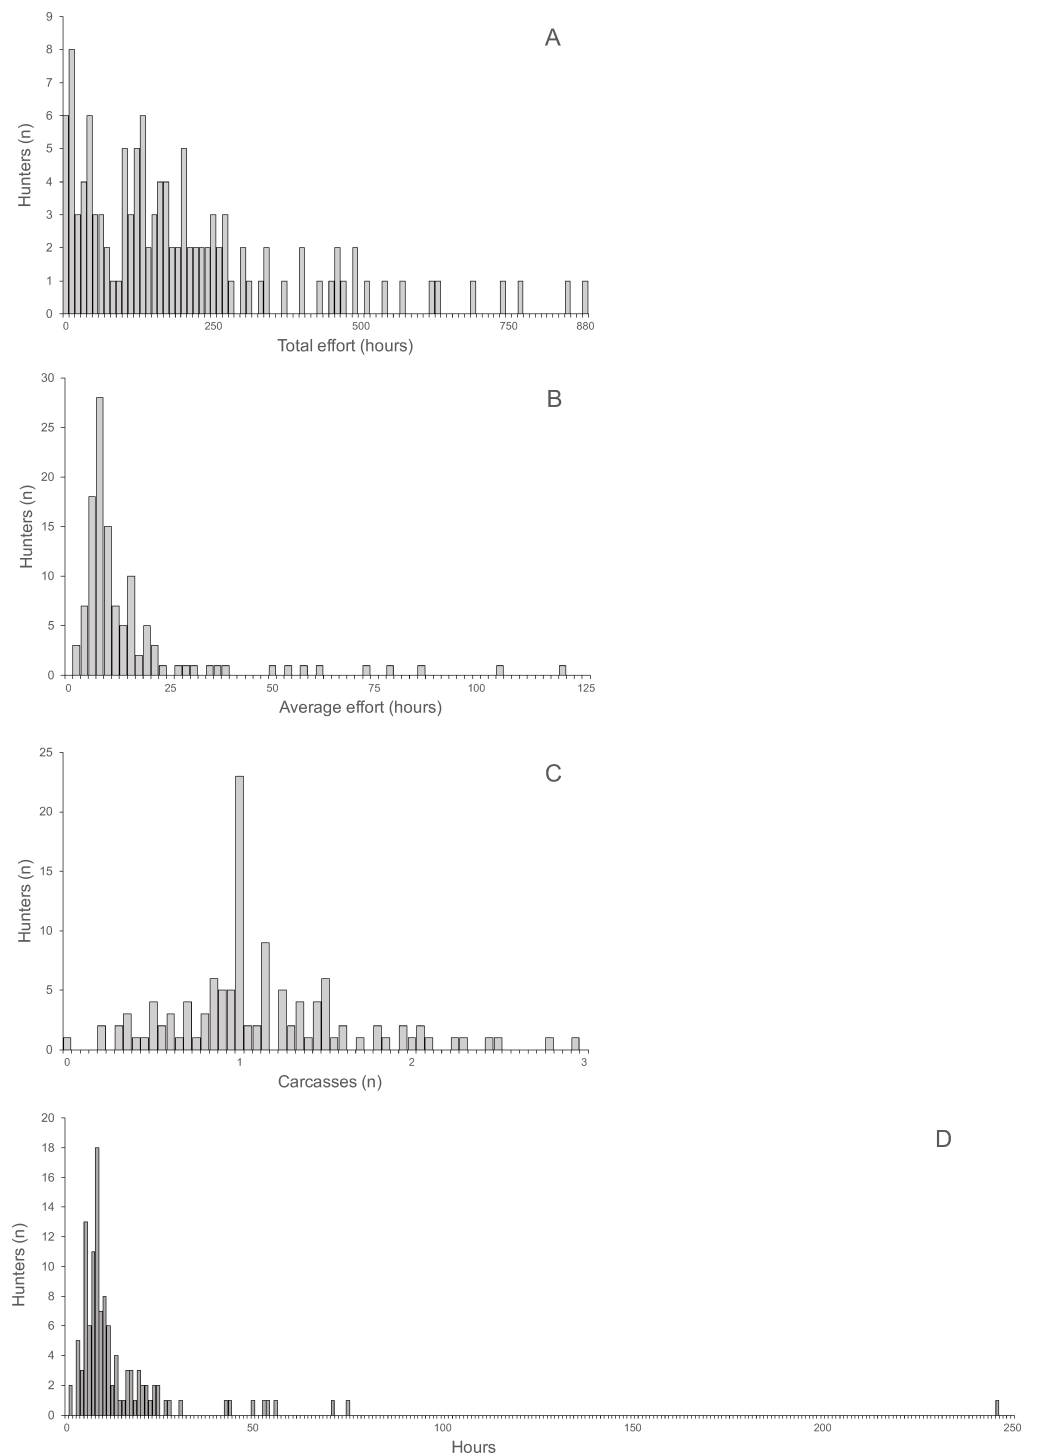 A
9
8
7
6
5
4
3
2
1
0
Hunters (n)
0 250 500 750 880
Total effort (hours)
B
30
25
20
15
10
5
0
Hunters (n)
0 25 50 75 100 125
Average effort (hours)
C
25
20
15
10
5
0
Hunters (n)
0 1 2 3
Carcasses (n)
D
20
18
16
14
12
10
8
6
4
2
0
Hunters (n)
0 50 100 150 200 250
Hours